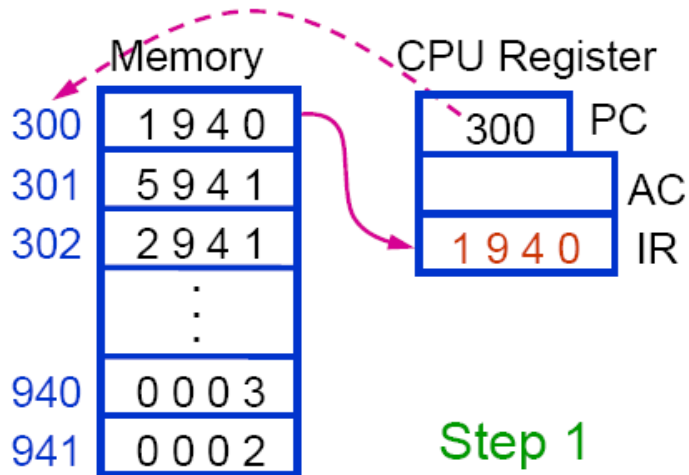 Memory CPU Register
300 1 9 4 0 300 PC
301 5 9 4 1 AC
302 2 9 4 1 1 9 4 0 IR
⋮
940 0 0 0 3
941 0 0 0 2 Step 1